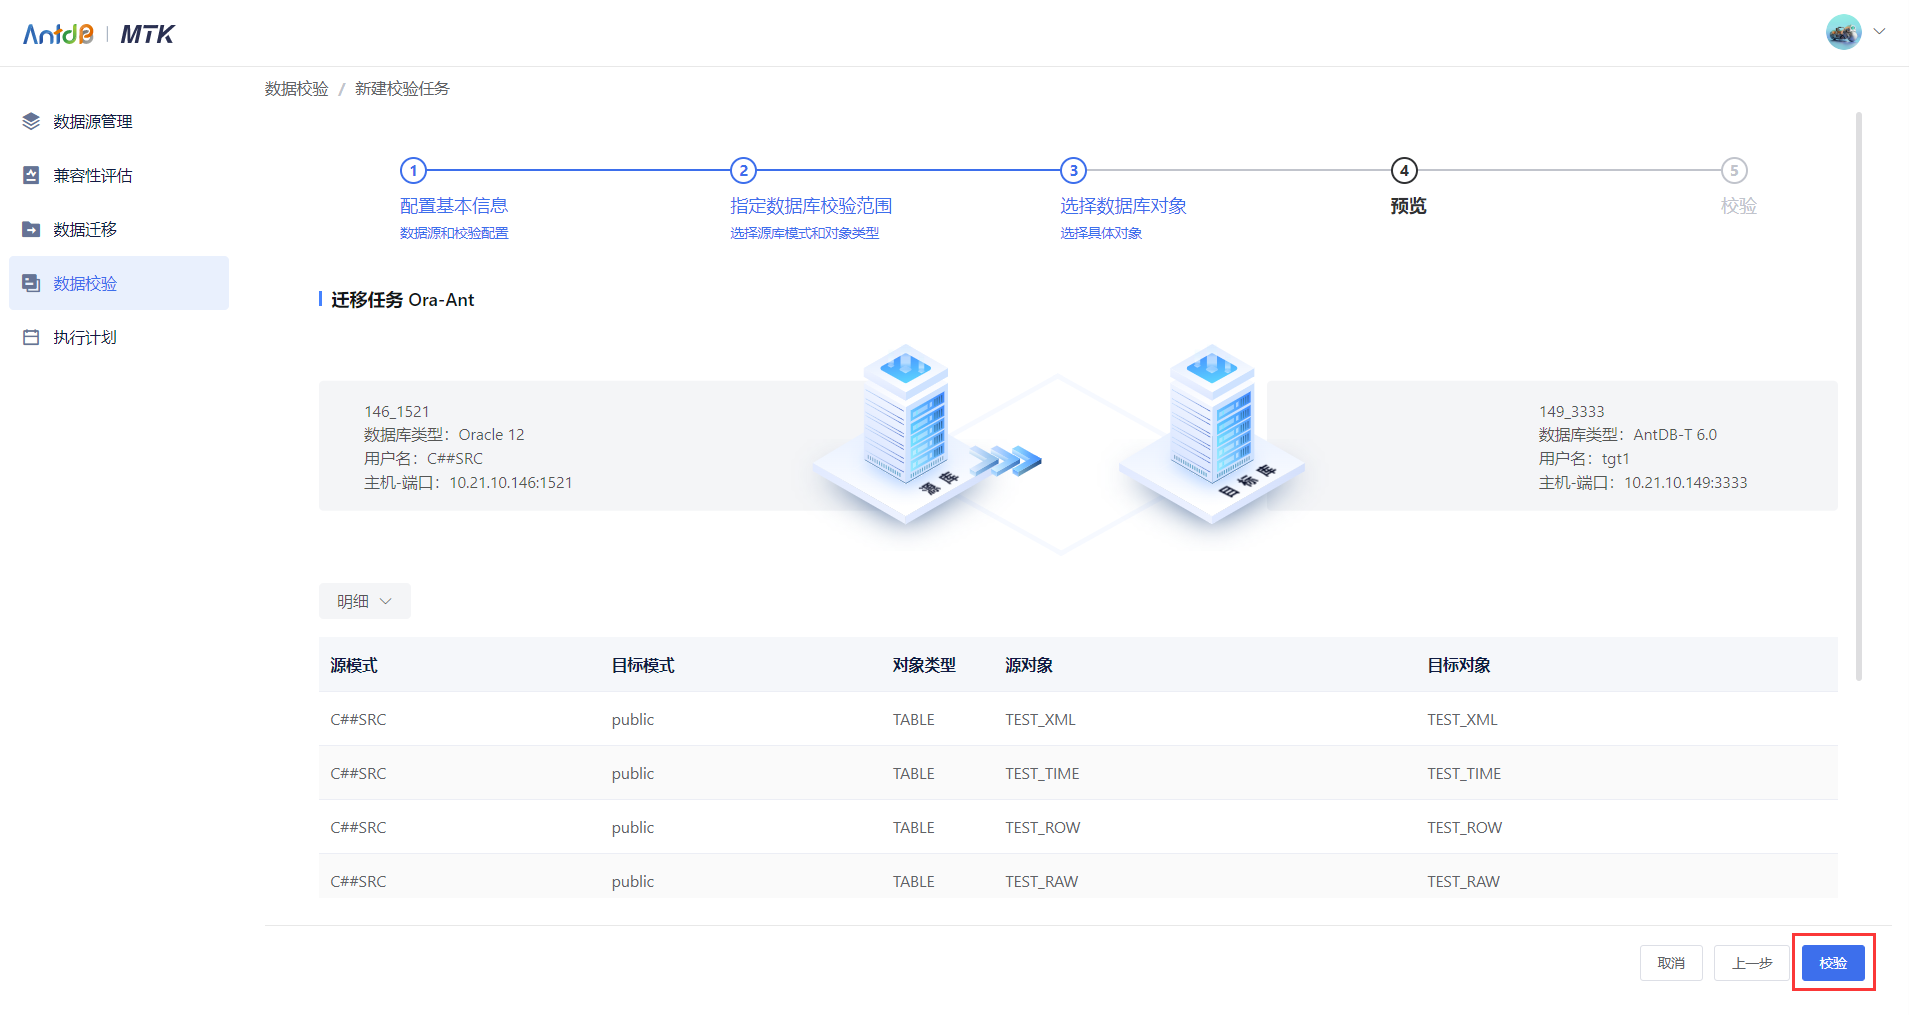 AntdB | MTK
数据校验 / 新建校验任务
数据源管理
兼容性评估
数据迁移
数据校验
执行计划
1 2 3 4 5
配置基本信息 指定数据库校验范围 选择数据库对象 预览 校验
数据源和校验配置 选择源库模式和对象类型 选择具体对象
迁移任务 Ora-Ant
146_1521
数据库类型：Oracle 12
用户名：C##SRC
主机-端口：10.21.10.146:1521
源库
目标库
149_3333
数据库类型：AntDB-T 6.0
用户名：tgt1
主机-端口：10.21.10.149:3333
明细
源模式 目标模式 对象类型 源对象 目标对象
C##SRC public TABLE TEST_XML TEST_XML
C##SRC public TABLE TEST_TIME TEST_TIME
C##SRC public TABLE TEST_ROW TEST_ROW
C##SRC public TABLE TEST_RAW TEST_RAW
取消 上一步 校验